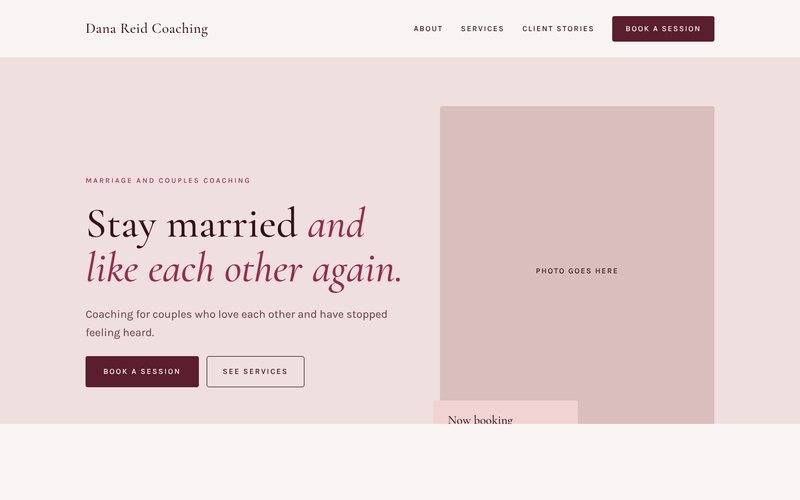 Dana Reid Coaching
ABOUT
SERVICES
CLIENT STORIES
BOOK A SESSION
MARRIAGE AND COUPLES COACHING
Stay married and
like each other again.
Coaching for couples who love each other and have stopped
feeling heard.
BOOK A SESSION
SEE SERVICES
PHOTO GOES HERE
Now booking